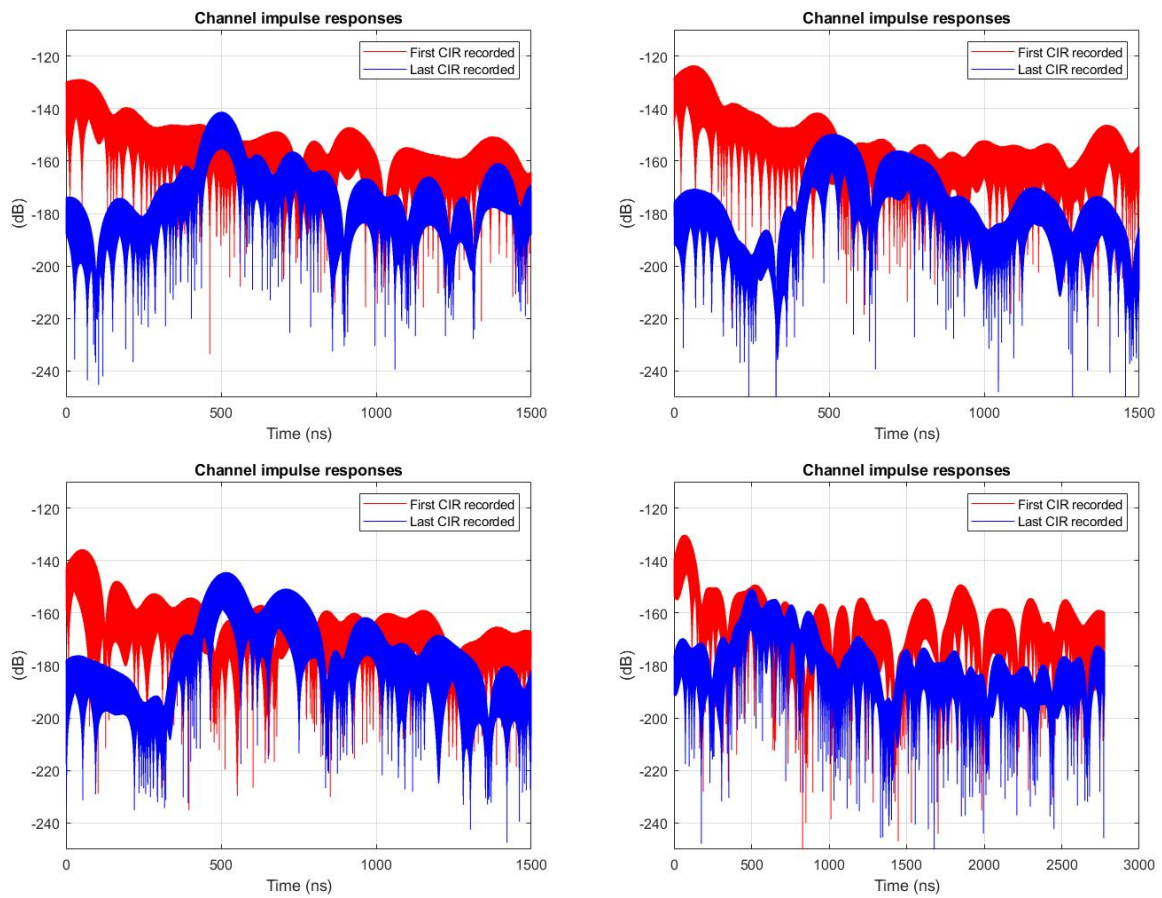 Channel impulse responses
First CIR recorded
Last CIR recorded
-120
-140
-160
-180
-200
-220
-240
(dB)
0 500 1000 1500
Time (ns)
Channel impulse responses
First CIR recorded
Last CIR recorded
-120
-140
-160
-180
-200
-220
-240
(dB)
0 500 1000 1500
Time (ns)
Channel impulse responses
First CIR recorded
Last CIR recorded
-120
-140
-160
-180
-200
-220
-240
(dB)
0 500 1000 1500
Time (ns)
Channel impulse responses
First CIR recorded
Last CIR recorded
-120
-140
-160
-180
-200
-220
-240
(dB)
0 500 1000 1500 2000 2500 3000
Time (ns)